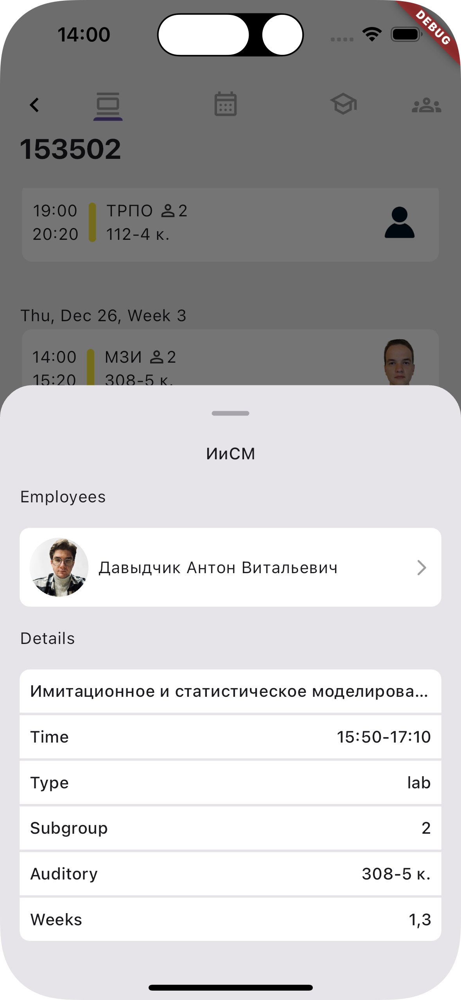 14:00
DEBUG
153502
19:00 ТРПО 2
20:20 112-4 к.
Thu, Dec 26, Week 3
14:00 МЗИ 2
15:20 308-5 к.
ИиСМ
Employees
Давыдчик Антон Витальевич
Details
Имитационное и статистическое моделирова...
Time 15:50-17:10
Type lab
Subgroup 2
Auditory 308-5 к.
Weeks 1,3